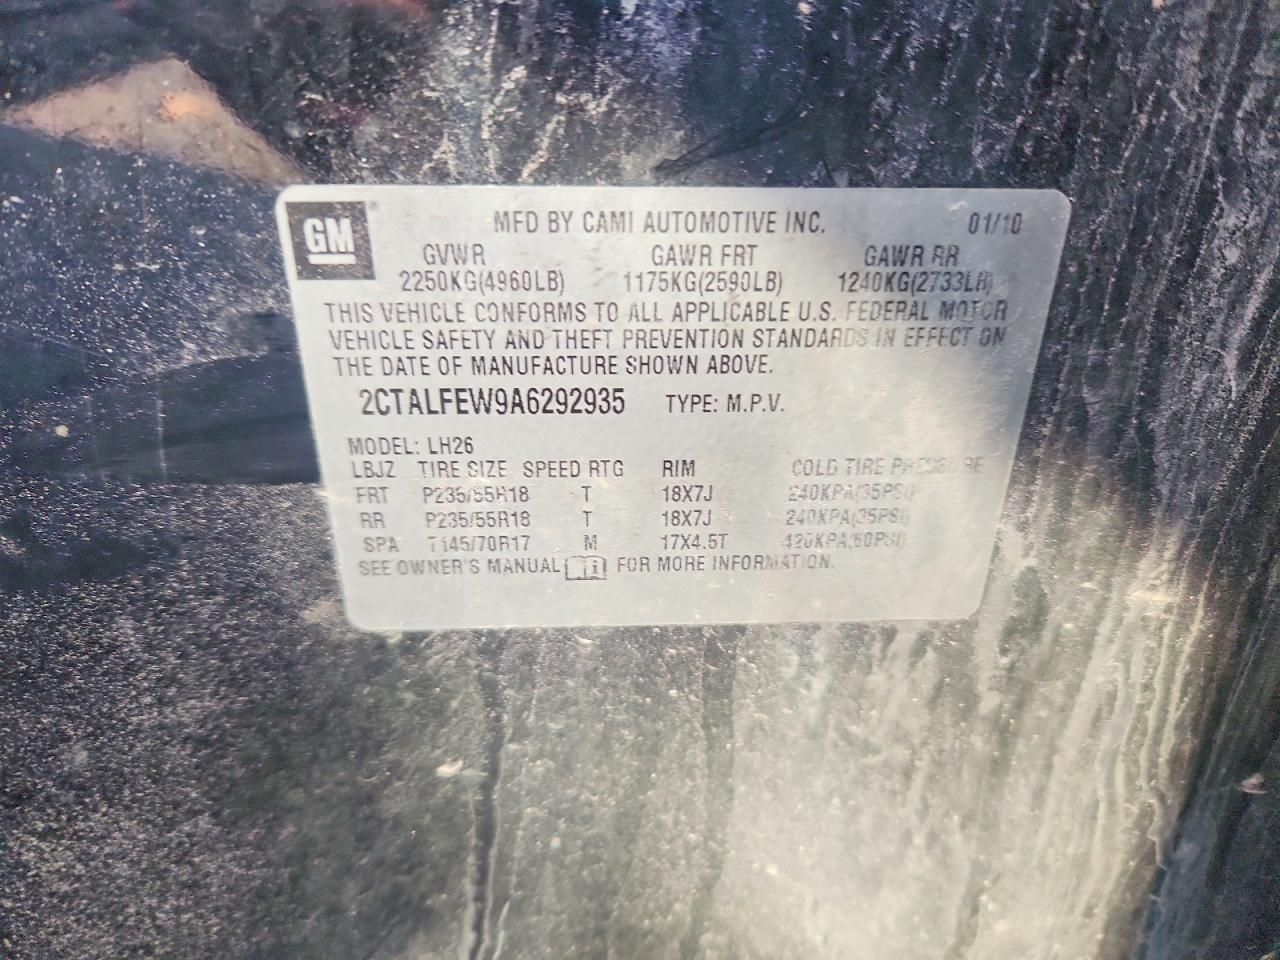 GM ® MFD BY CAMI AUTOMOTIVE INC. 01/10
GVWR GAWR FRT GAWR RR
2250KG(4960LB) 1175KG(2590LB) 1240KG(2733LB)
THIS VEHICLE CONFORMS TO ALL APPLICABLE U.S. FEDERAL MOTOR
VEHICLE SAFETY AND THEFT PREVENTION STANDARDS IN EFFECT ON
THE DATE OF MANUFACTURE SHOWN ABOVE.
2CTALFEW9A6292935 TYPE: M.P.V.
MODEL: LH26
LBJZ TIRE SIZE SPEED RTG RIM COLD TIRE PRESSURE
FRT P235/55R18 T 18X7J 240KPA(35PSI)
RR P235/55R18 T 18X7J 240KPA(35PSI)
SPA T145/70R17 M 17X4.5T 420KPA(60PSI)
SEE OWNER'S MANUAL FOR MORE INFORMATION.